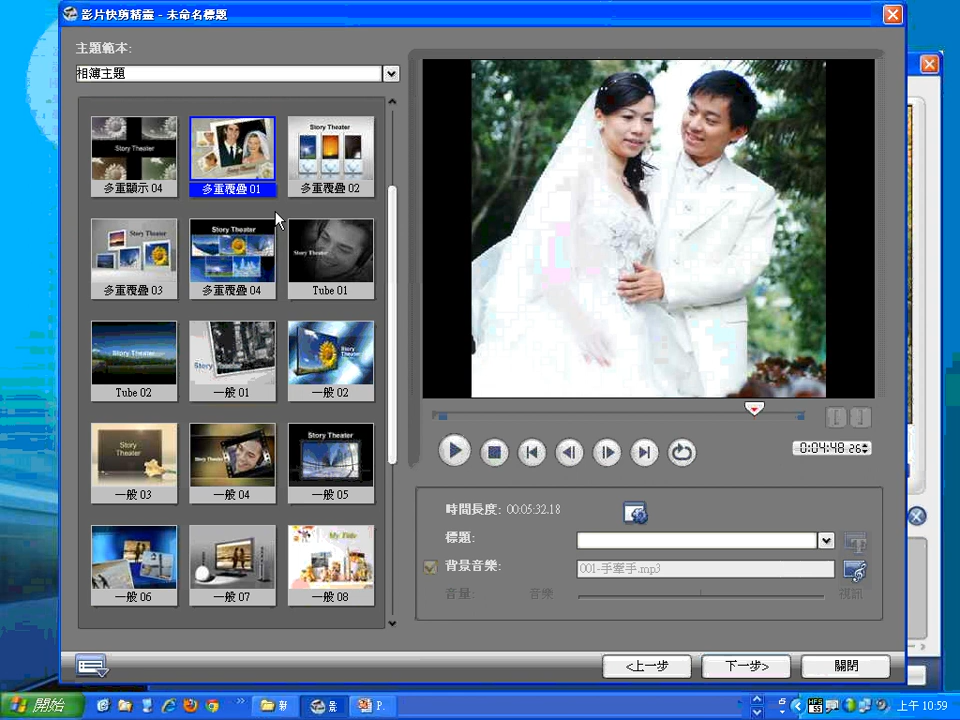 影片快剪精靈 - 未命名標題
主題範本:
相簿主題
Story Theater
Story Theater
多重顯示 04
多重覆疊 01
多重覆疊 02
Story Theater
Story Theater
Story Theater
多重覆疊 03
多重覆疊 04
Tube 01
Story Theater
Story
Story Theater
Tube 02
一般 01
一般 02
Story Theater
Story Theater
Story Theater
一般 03
一般 04
一般 05
My Title
一般 06
一般 07
一般 08
0:04:48 26
時間長度: 00:05:32.18
標題:
背景音樂:
001-手牽手.mp3
音量:
音樂
視訊
<上一步
下一步>
關閉
開始
新
P.
上午 10:59